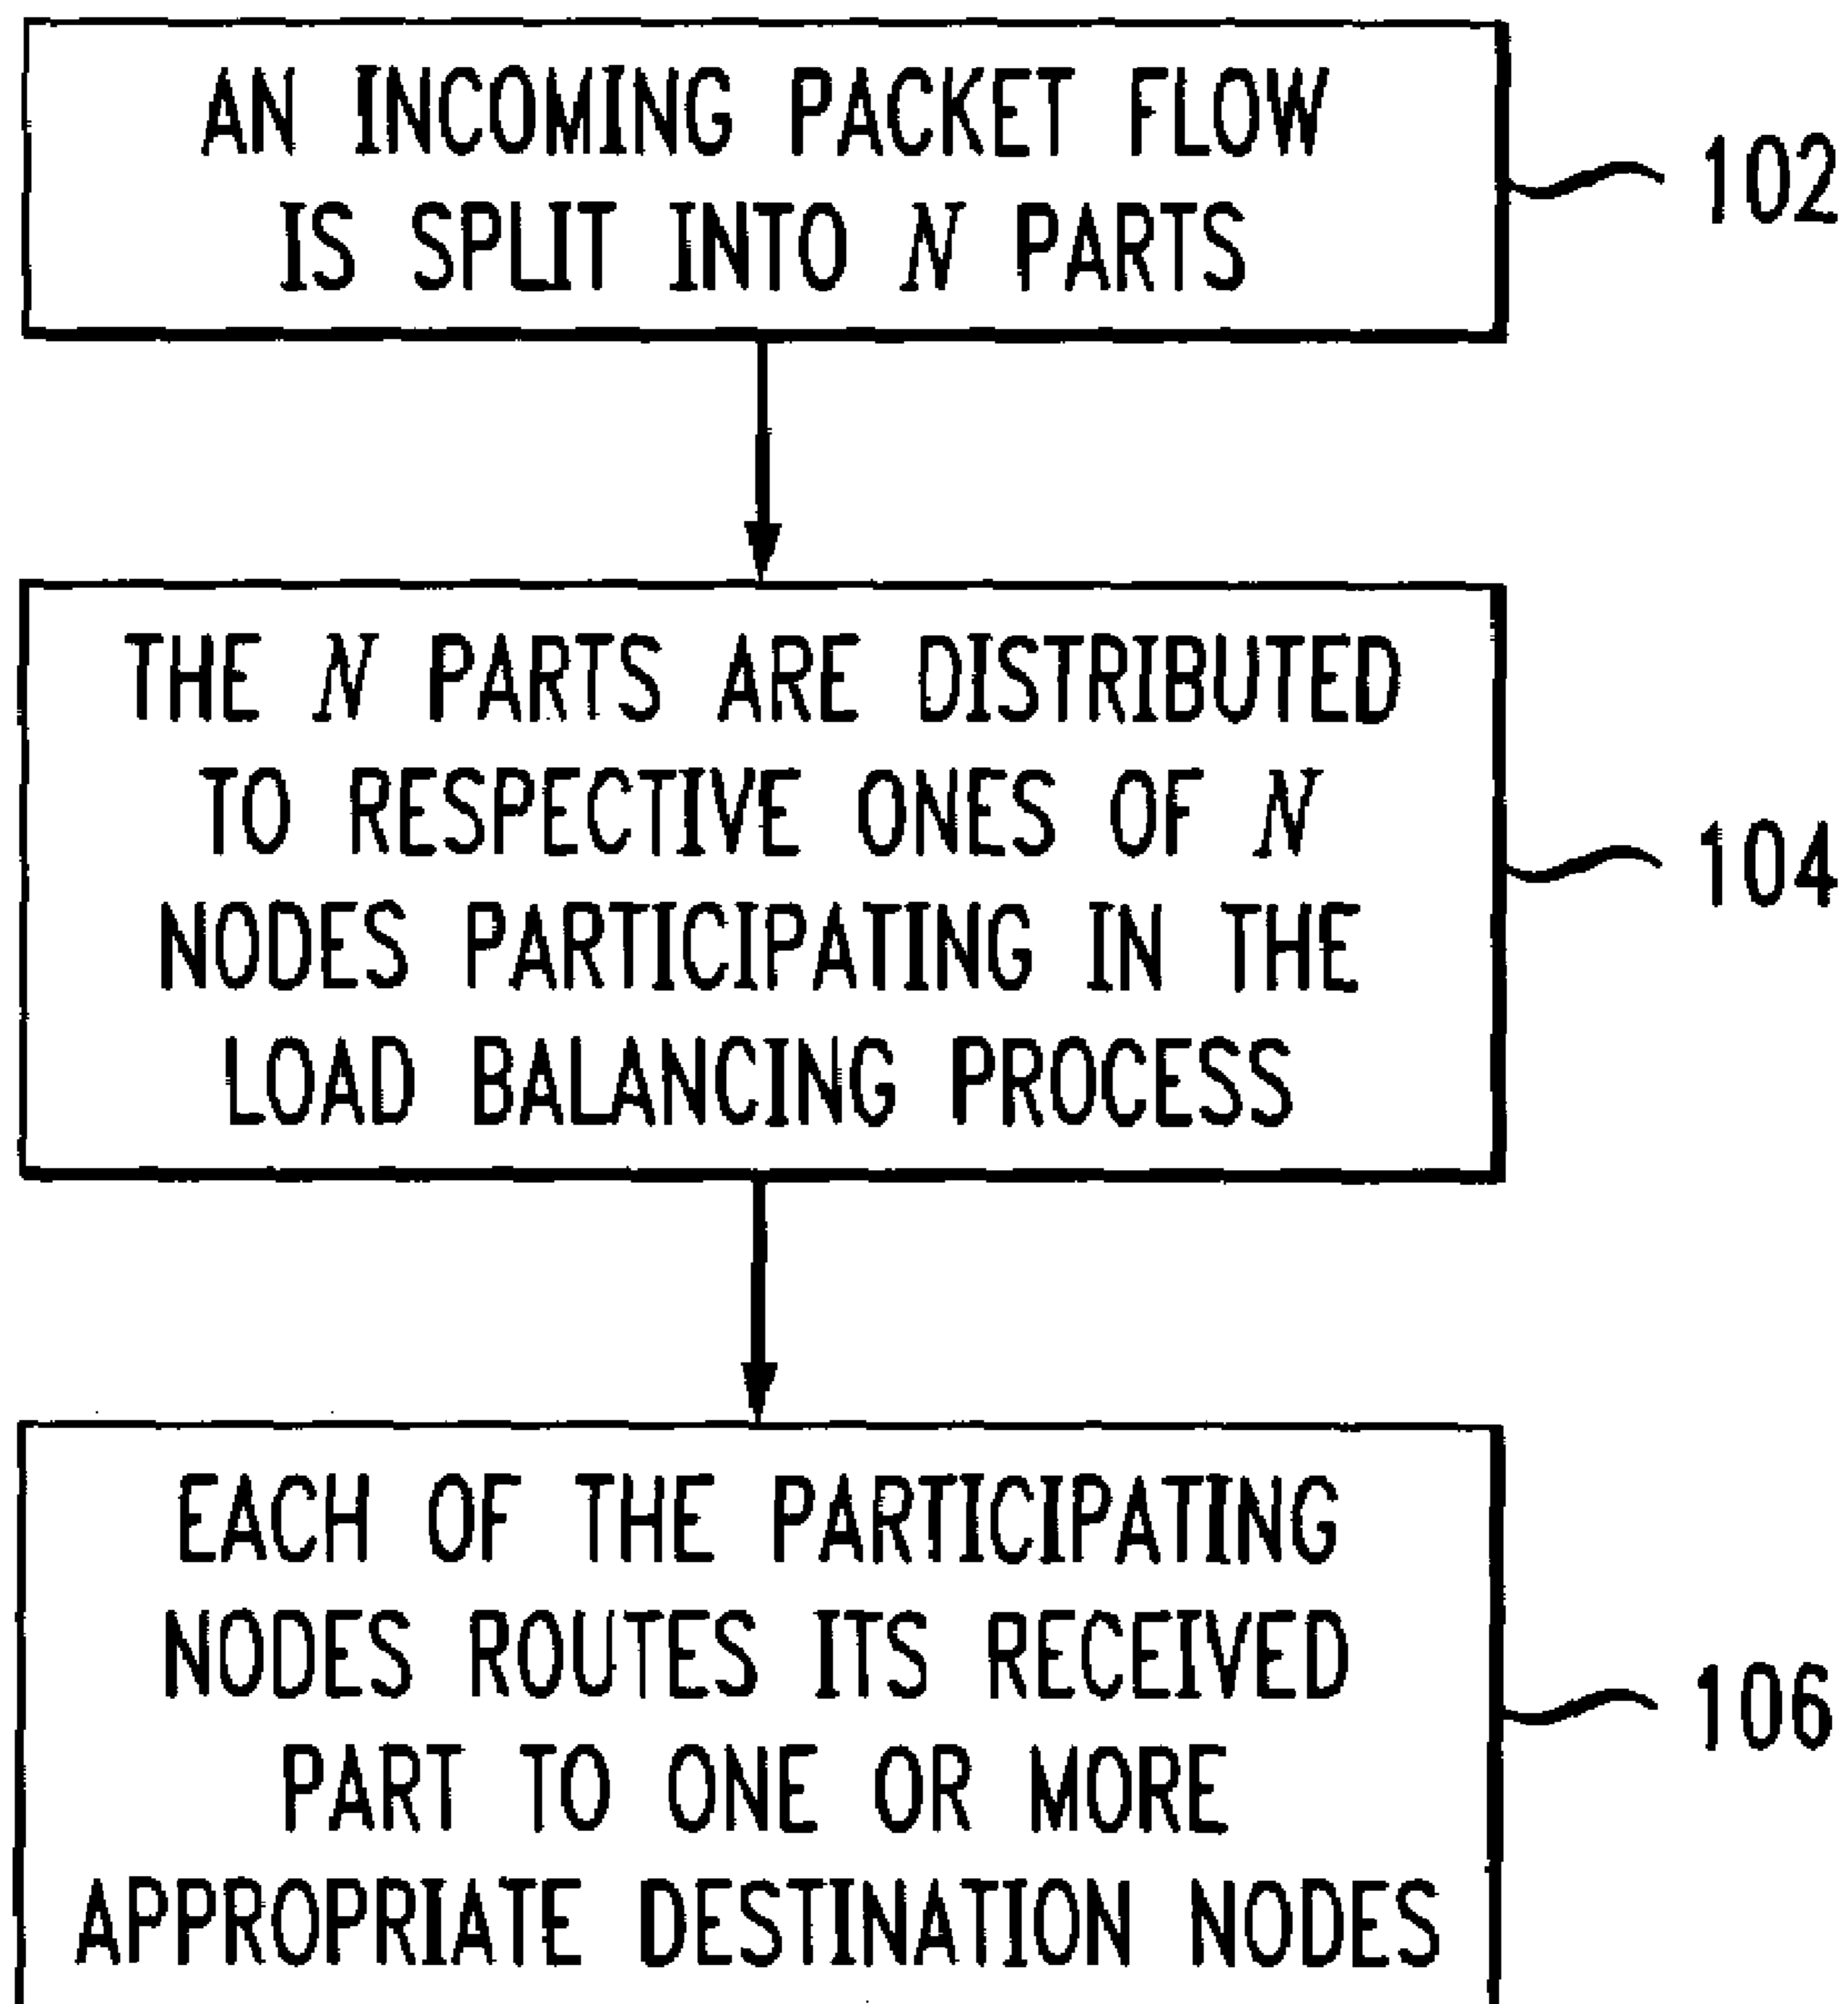 AN INCOMING PACKET FLOW
IS SPLIT INTO N PARTS
102
THE N PARTS ARE DISTRIBUTED
TO RESPECTIVE ONES OF N
NODES PARTICIPATING IN THE
LOAD BALANCING PROCESS
104
EACH OF THE PARTICIPATING
NODES ROUTES ITS RECEIVED
PART TO ONE OR MORE
APPROPRIATE DESTINATION NODES
106